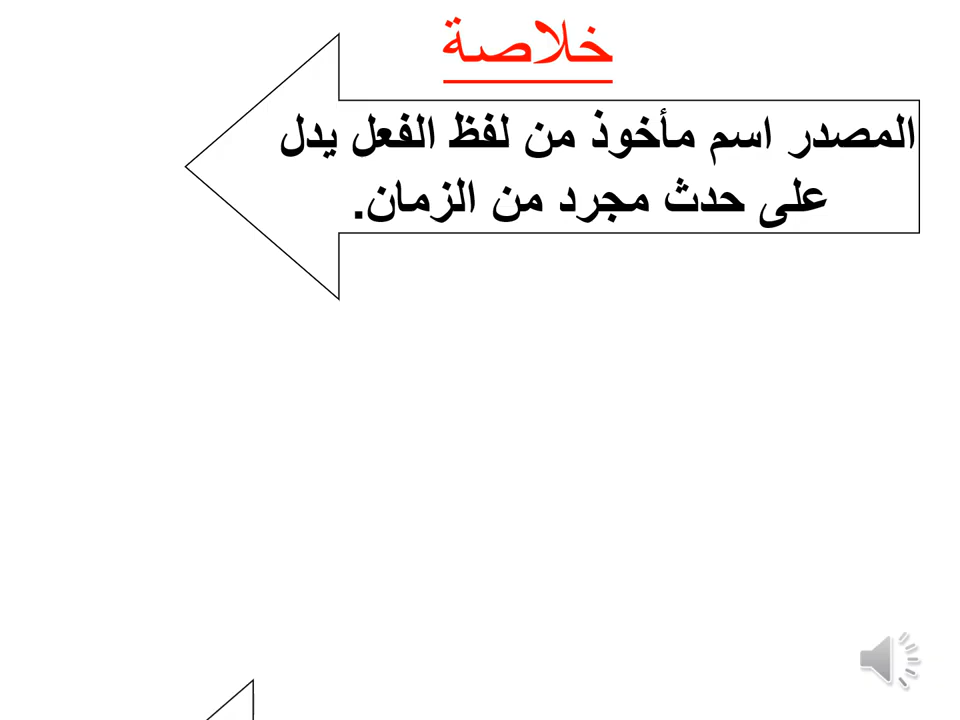 خلاصة
المصدر اسم مأخوذ من لفظ الفعل يدل
على حدث مجرد من الزمان.